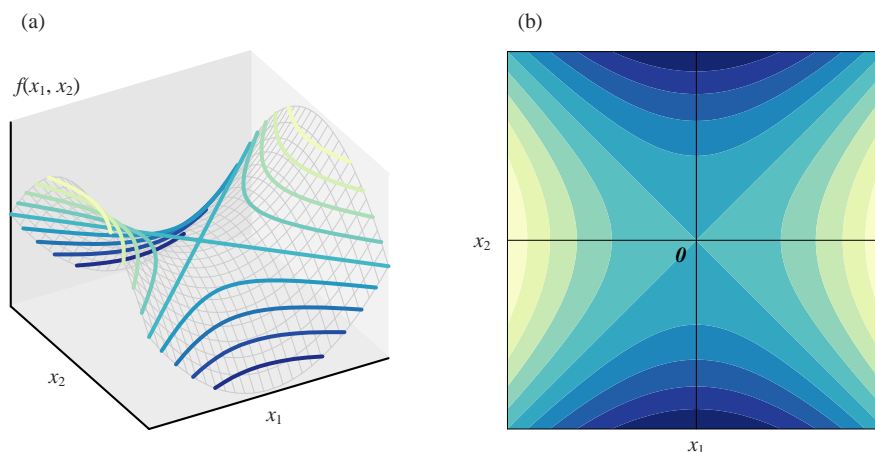 (a)
(b)
f(x₁, x₂)
x₂
0
x₂
x₁
x₁